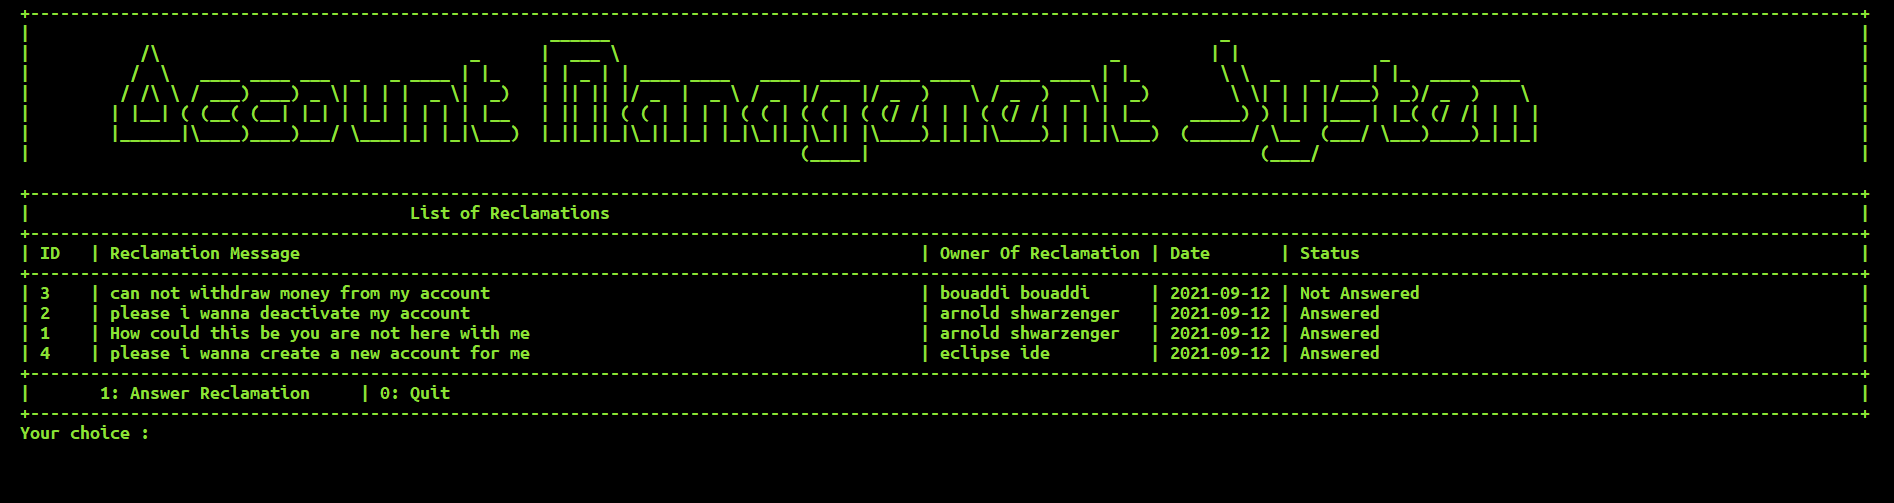 Account Management System
List of Reclamations
ID | Reclamation Message | Owner Of Reclamation | Date | Status
3 | can not withdraw money from my account | bouaddi bouaddi | 2021-09-12 | Not Answered
2 | please i wanna deactivate my account | arnold shwarzenger | 2021-09-12 | Answered
1 | How could this be you are not here with me | arnold shwarzenger | 2021-09-12 | Answered
4 | please i wanna create a new account for me | eclipse ide | 2021-09-12 | Answered
1: Answer Reclamation | 0: Quit
Your choice :